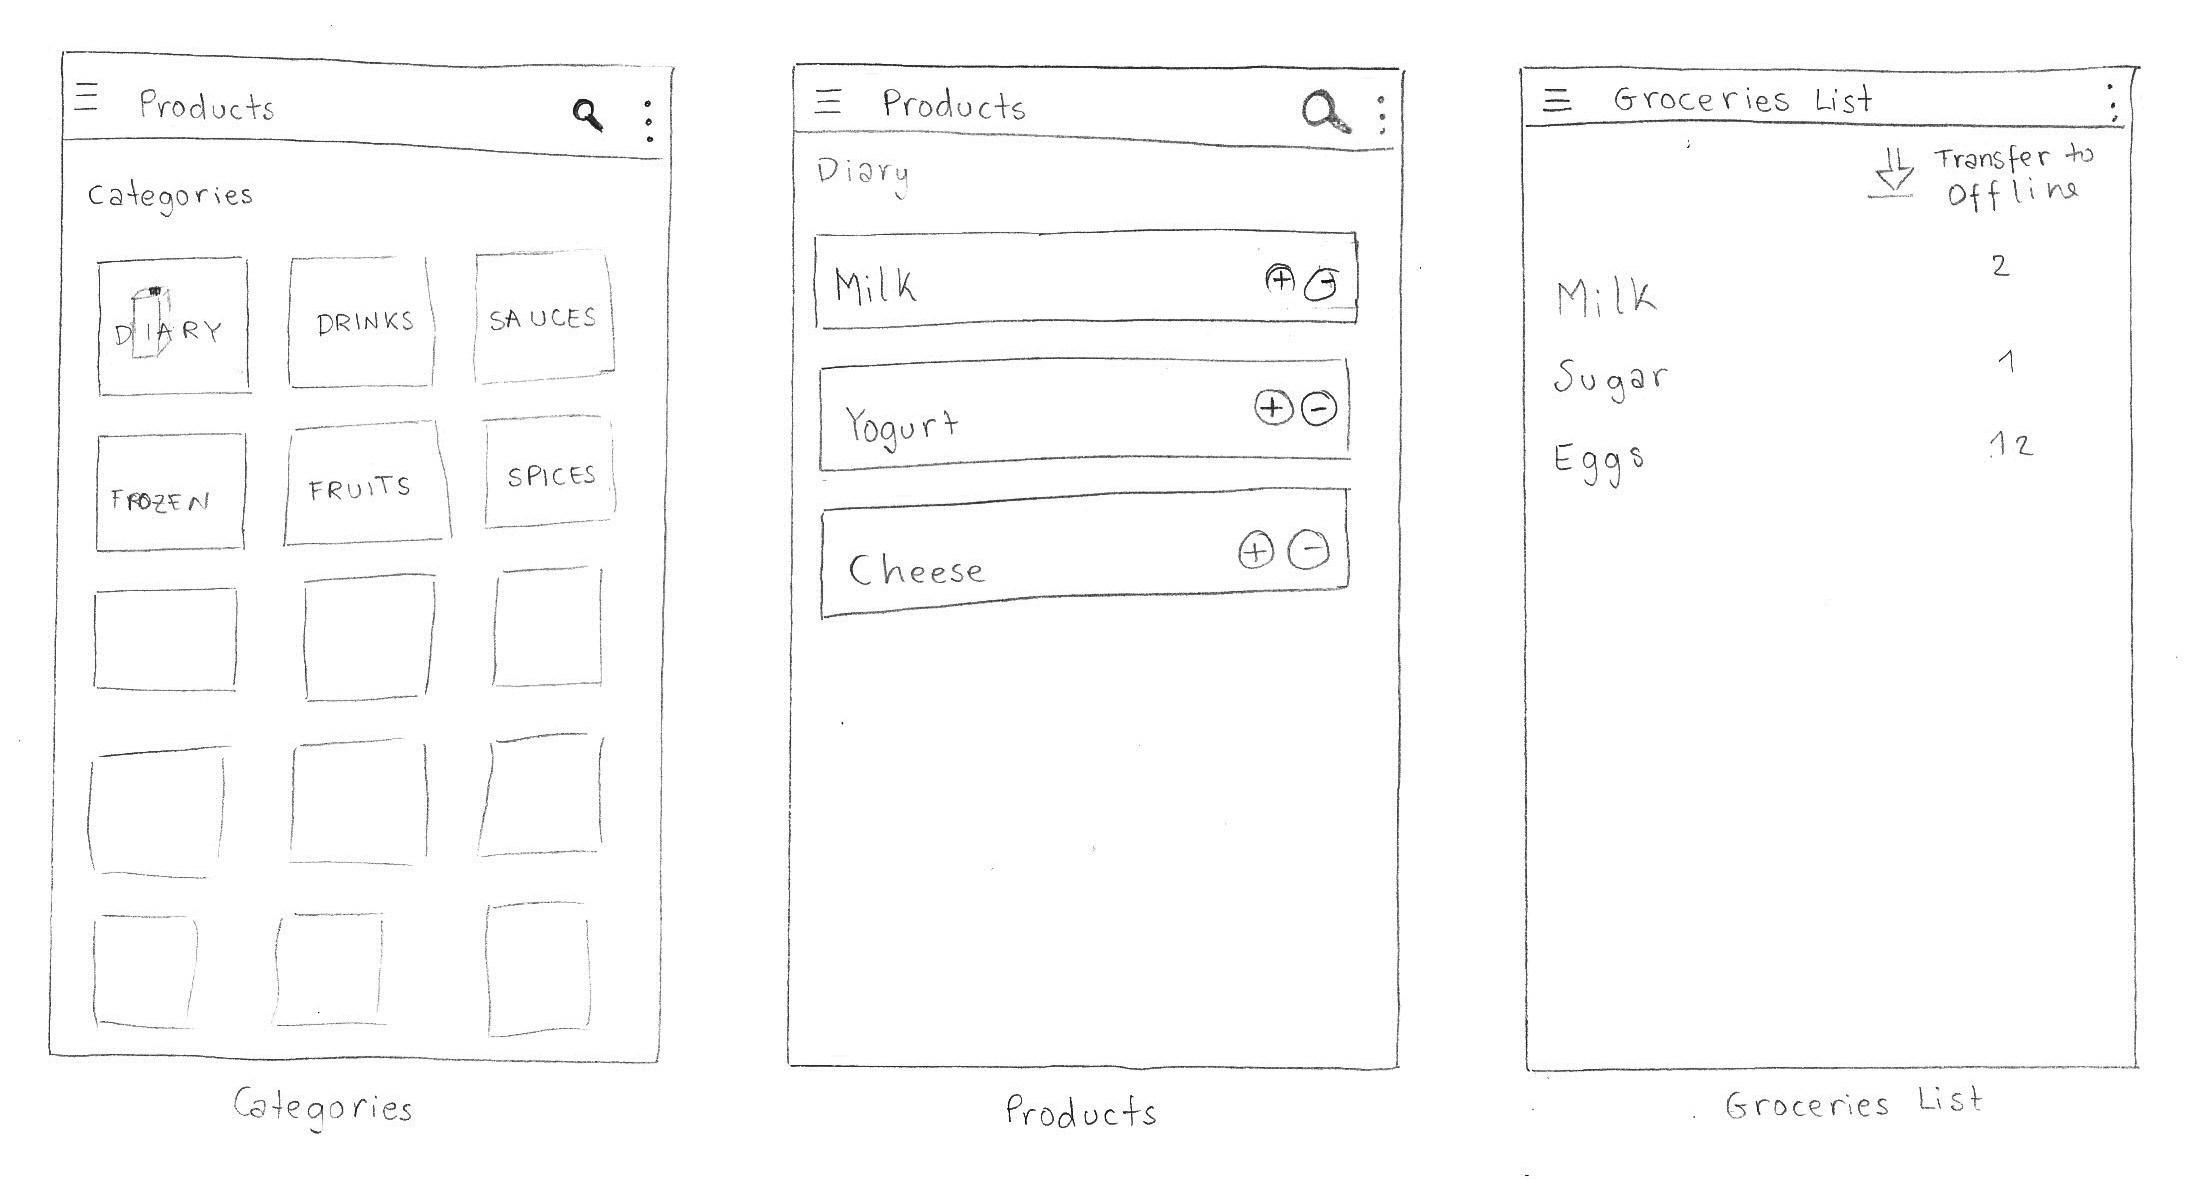 Products
Categories
DIARY
DRINKS
SAUCES
FROZEN
FRUITS
SPICES
Categories
Products
Diary
Milk
Yogurt
Cheese
Products
Groceries List
Transfer to
Offline
Milk 2
Sugar 1
Eggs 12
Groceries List